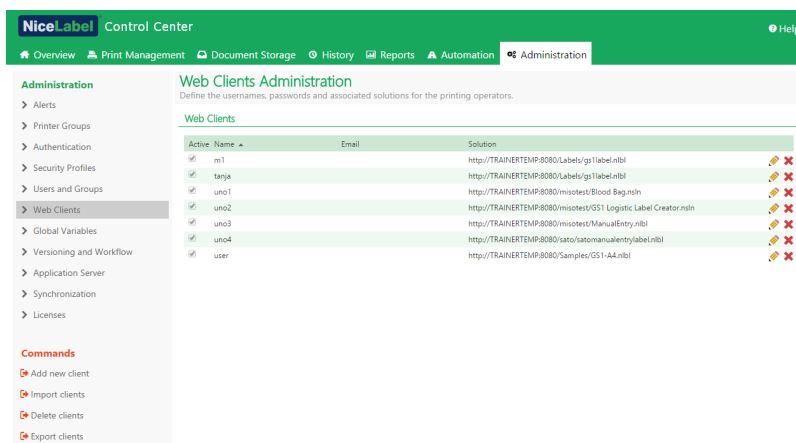 NiceLabel Control Center
Help
Overview Print Management Document Storage History Reports Automation Administration
Administration
Alerts
Printer Groups
Authentication
Security Profiles
Users and Groups
Web Clients
Global Variables
Versioning and Workflow
Application Server
Synchronization
Licenses
Commands
Add new client
Import clients
Delete clients
Export clients
Web Clients Administration
Define the usernames, passwords and associated solutions for the printing operators.
Web Clients
Active Name Email Solution
m1 http://TRAINERTEMP:8080/Labels/gs1label.nlbl
tanja http://TRAINERTEMP:8080/Labels/gs1label.nlbl
uno1 http://TRAINERTEMP:8080/misotest/Blood Bag.nsln
uno2 http://TRAINERTEMP:8080/misotest/GS1 Logistic Label Creator.nsln
uno3 http://TRAINERTEMP:8080/misotest/ManualEntry.nlbl
uno4 http://TRAINERTEMP:8080/sato/satomanualentrylabel.nlbl
user http://TRAINERTEMP:8080/Samples/GS1-A4.nlbl